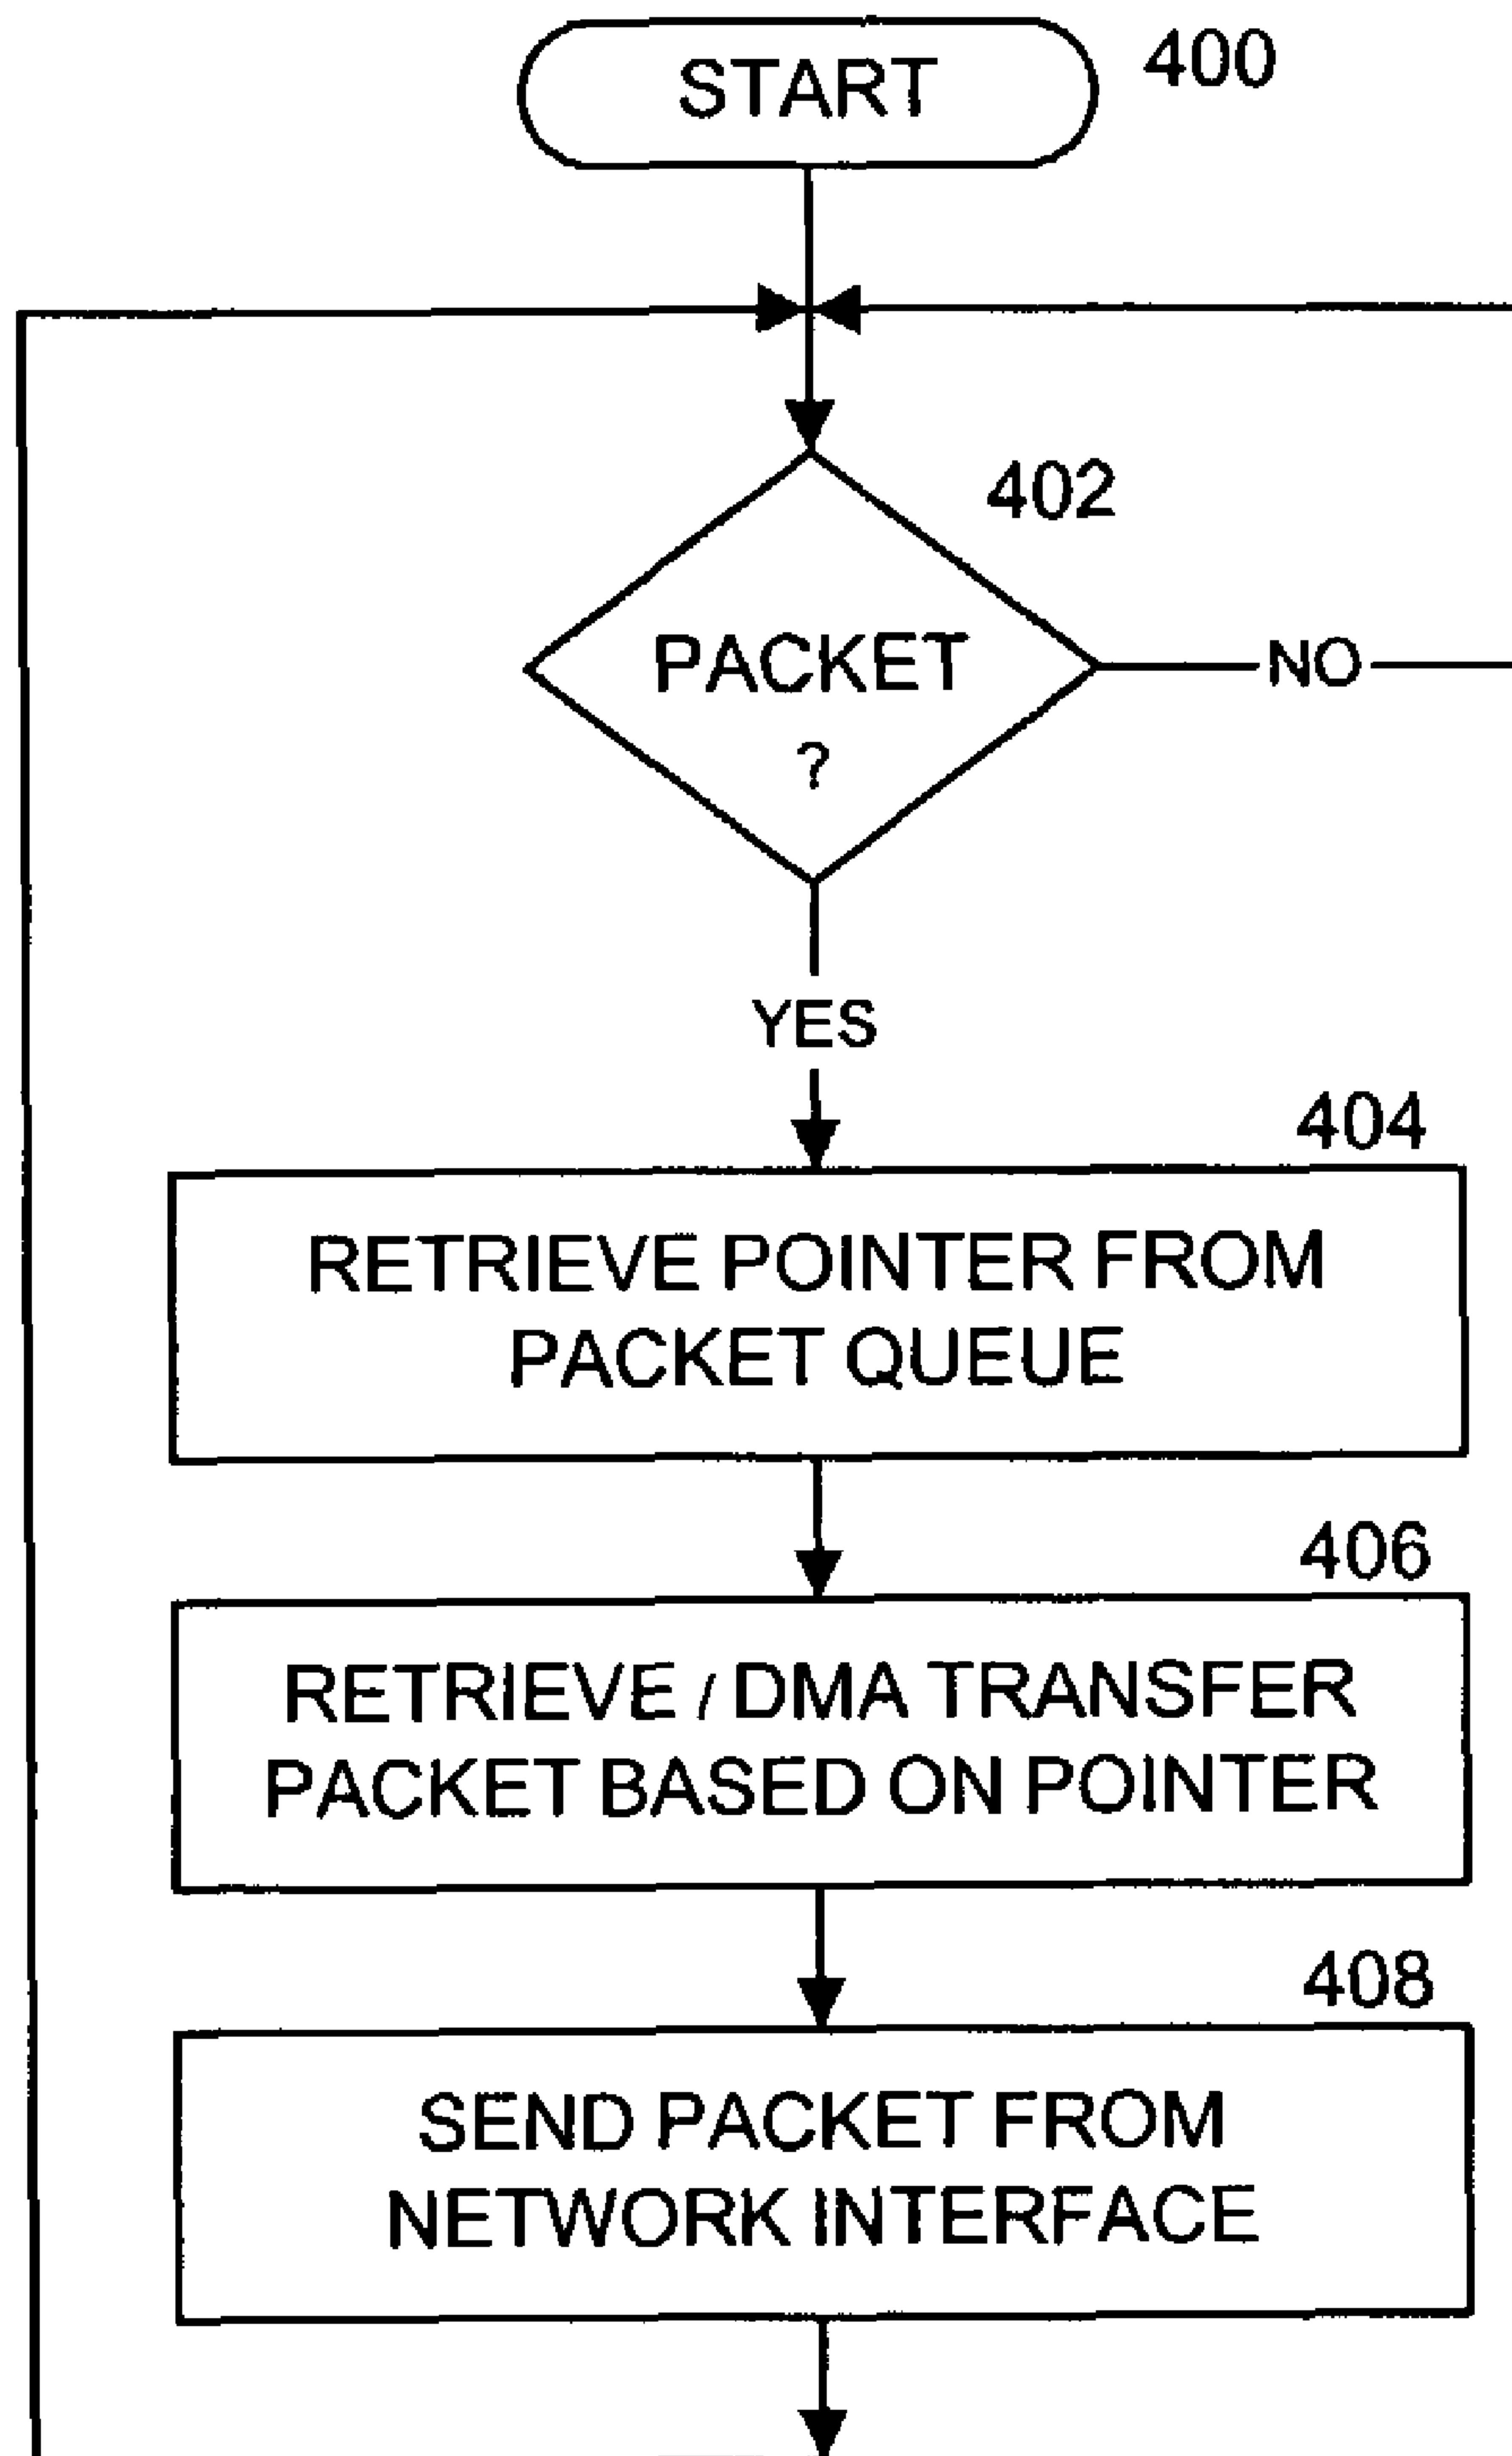 START
400
402
PACKET
?
NO
YES
404
RETRIEVE POINTER FROM
PACKET QUEUE
406
RETRIEVE / DMA TRANSFER
PACKET BASED ON POINTER
408
SEND PACKET FROM
NETWORK INTERFACE